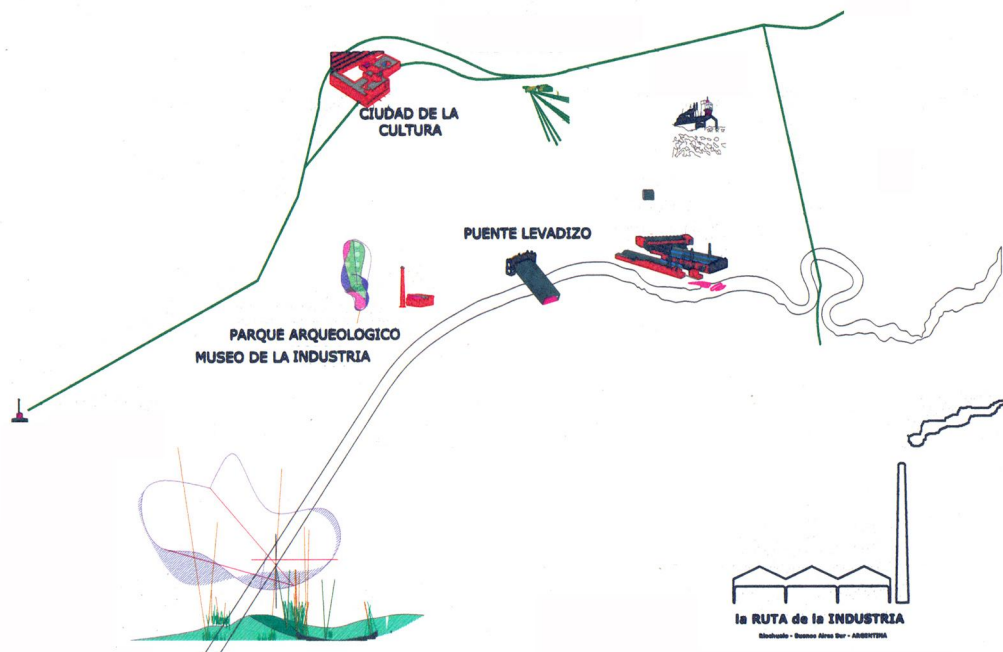 CIUDAD DE LA
CULTURA
PUENTE LEVADIZO
PARQUE ARQUEOLOGICO
MUSEO DE LA INDUSTRIA
la RUTA de la INDUSTRIA
Riachuelo - Buenos Aires Sur - ARGENTINA